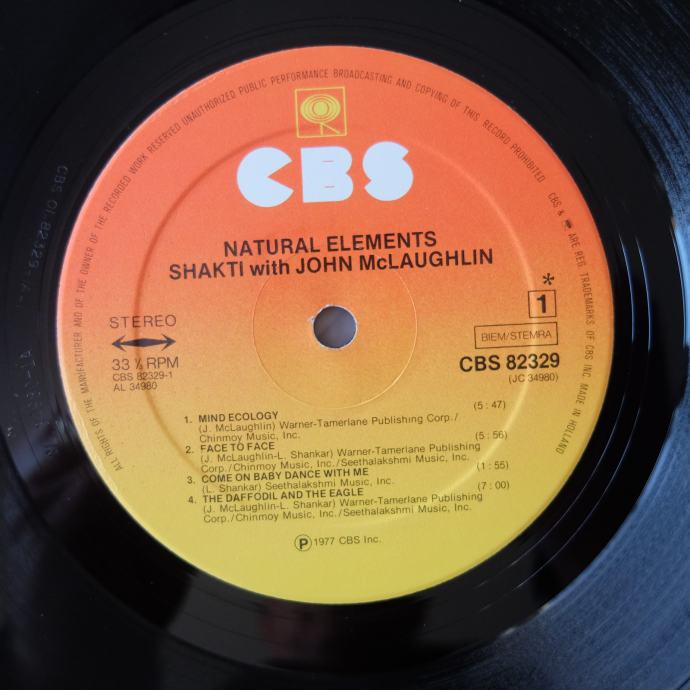 ALL RIGHTS OF THE MANUFACTURER AND OF THE OWNER OF THE RECORDED WORK RESERVED UNAUTHORIZED PUBLIC PERFORMANCE BROADCASTING AND COPYING OF THIS RECORD PROHIBITED
CBS & ARE REG. TRADEMARKS OF CBS INC. MADE IN HOLLAND
CBS
NATURAL ELEMENTS
SHAKTI with JOHN McLAUGHLIN
STEREO
33 ⅓ RPM
CBS 82329-1
AL 34980
*
1
BIEM/STEMRA
CBS 82329
(JC 34980)
1. MIND ECOLOGY (5:47)
(J. McLaughlin) Warner-Tamerlane Publishing Corp./
Chinmoy Music, Inc.
2. FACE TO FACE (5:56)
(J. McLaughlin-L. Shankar) Warner-Tamerlane Publishing
Corp./Chinmoy Music, Inc./Seethalakshmi Music, Inc.
3. COME ON BABY DANCE WITH ME (1:55)
(L. Shankar) Seethalakshmi Music, Inc.
4. THE DAFFODIL AND THE EAGLE (7:00)
(J. McLaughlin-L. Shankar) Warner-Tamerlane Publishing
Corp./Chinmoy Music, Inc./Seethalakshmi Music, Inc.
℗ 1977 CBS Inc.